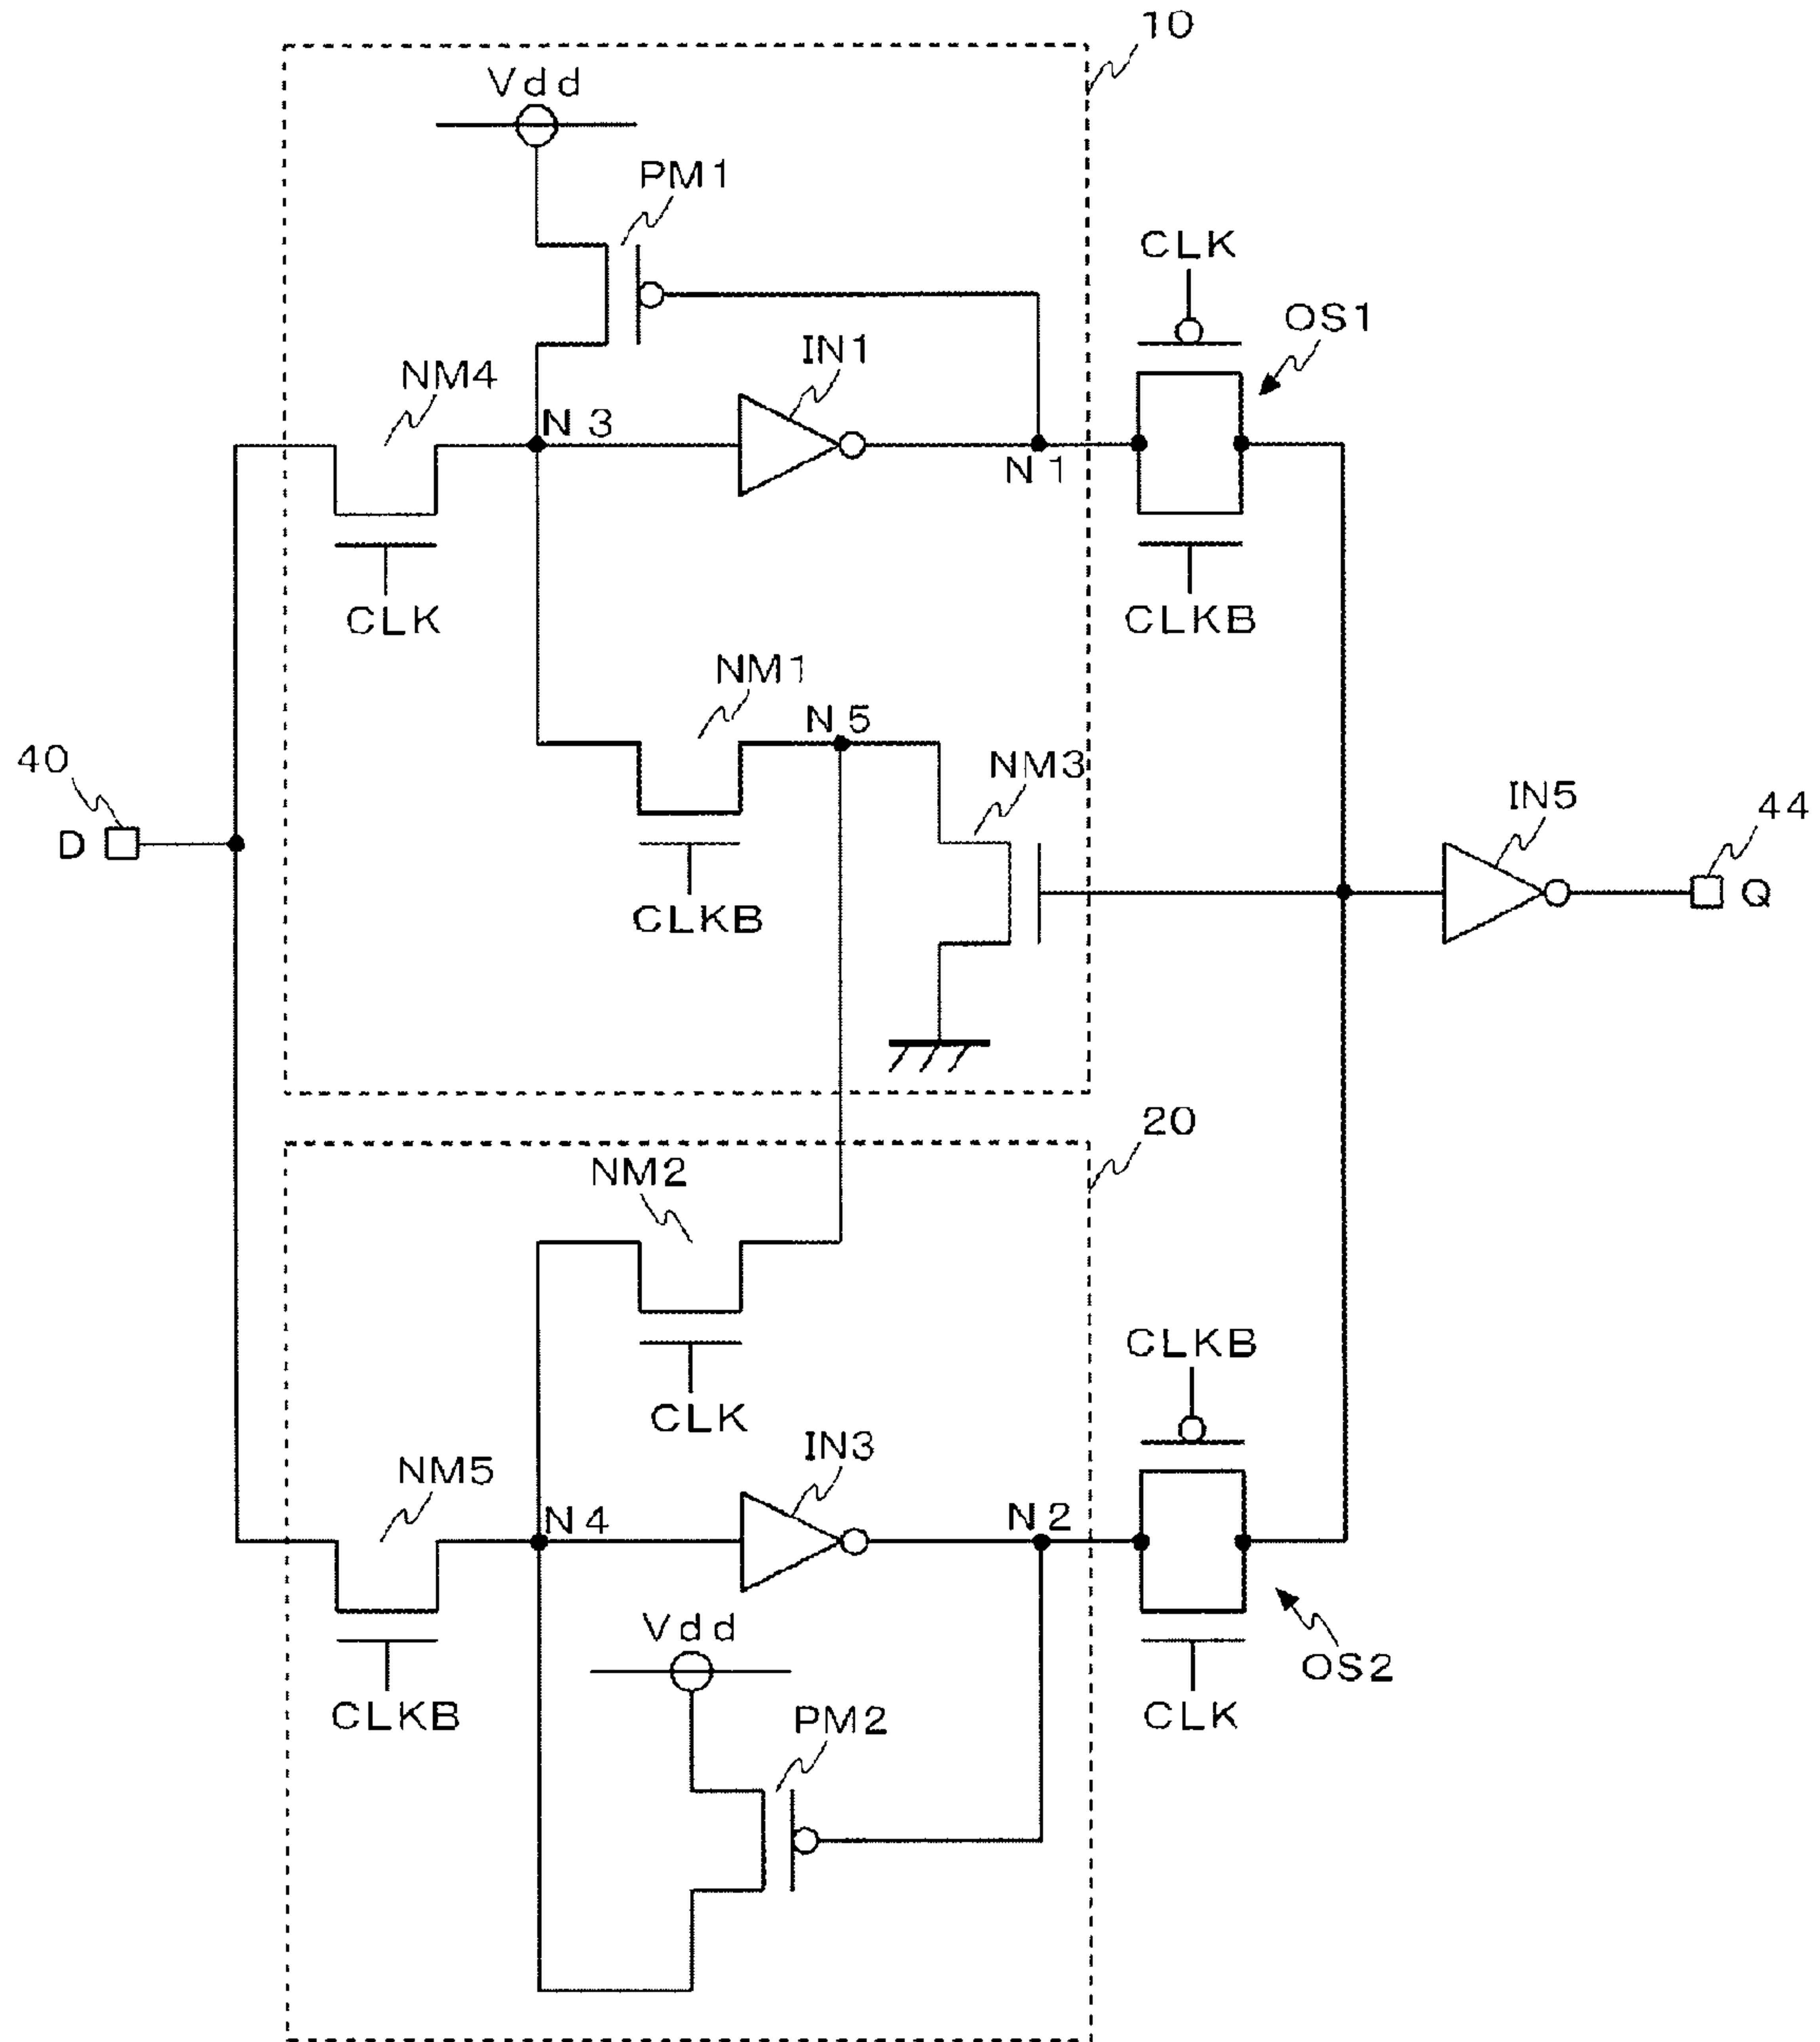 10
Vdd
PM1
CLK
OS1
IN1
NM4
N3
N1
CLK
CLKB
NM1
N5
40
NM3
IN5
44
D
CLKB
Q
20
NM2
CLKB
CLK
IN3
NM5
N4
N2
Vdd
OS2
CLKB
PM2
CLK